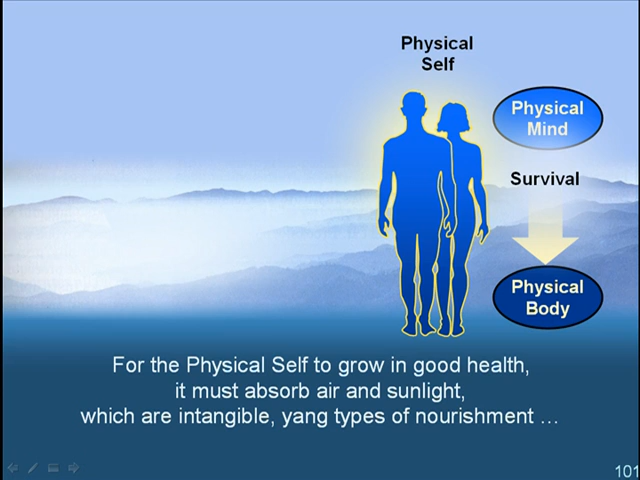 Physical
Self
Physical
Mind
Survival
Physical
Body
For the Physical Self to grow in good health,
it must absorb air and sunlight,
which are intangible, yang types of nourishment …
101